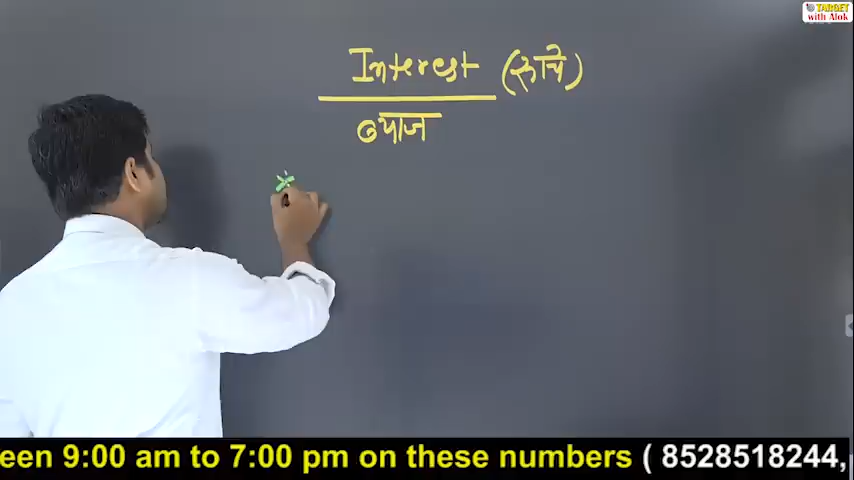 TARGET
with Alok
Interest (रूचि)
ब्याज
een 9:00 am to 7:00 pm on these numbers ( 8528518244,